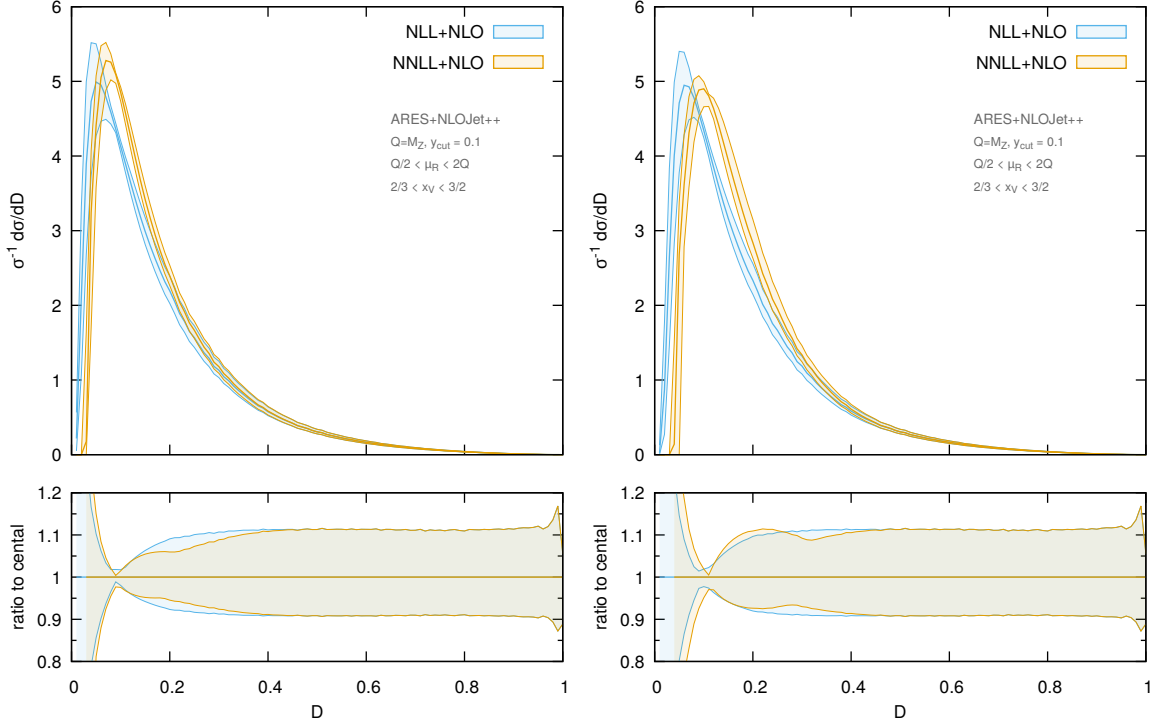 6
5
4
3
2
1
0
σ⁻¹ dσ/dD
NLL+NLO
NNLL+NLO
ARES+NLOJet++
Q=M_Z, y_cut = 0.1
Q/2 < μ_R < 2Q
2/3 < x_V < 3/2
1.2
1.1
1
0.9
0.8
ratio to cental
0 0.2 0.4 0.6 0.8 1
D
6
5
4
3
2
1
0
σ⁻¹ dσ/dD
NLL+NLO
NNLL+NLO
ARES+NLOJet++
Q=M_Z, y_cut = 0.1
Q/2 < μ_R < 2Q
2/3 < x_V < 3/2
1.2
1.1
1
0.9
0.8
ratio to cental
0 0.2 0.4 0.6 0.8 1
D